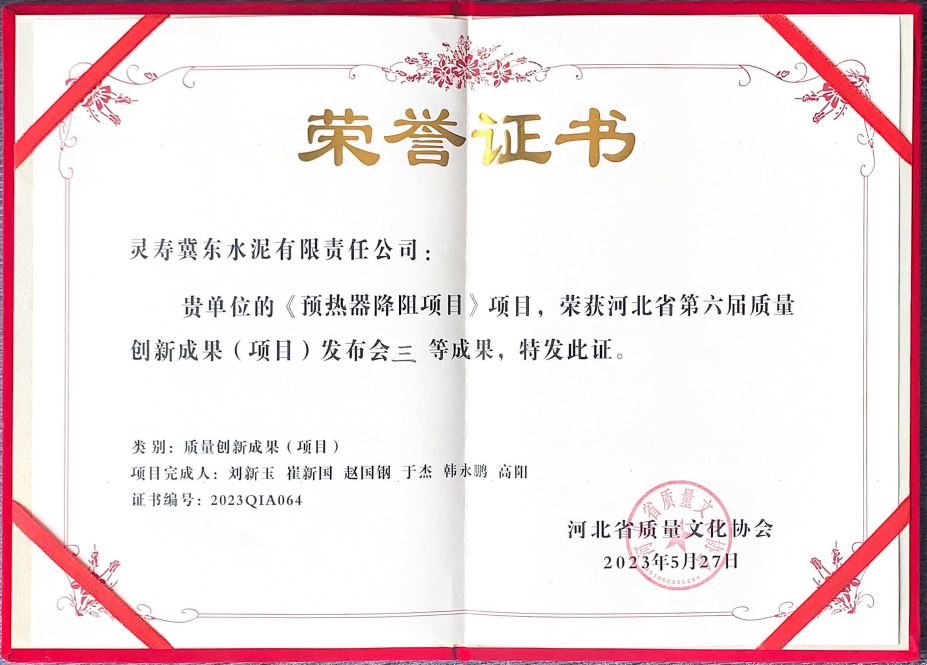 荣誉证书
灵寿冀东水泥有限责任公司：
贵单位的《预热器降阻项目》项目，荣获河北省第六届质量
创新成果（项目）发布会三 等成果，特发此证。
类别：质量创新成果（项目）
项目完成人：刘新玉 崔新国 赵国钢 于杰 韩永鹏 高阳
证书编号：2023QIA064
河北省质量文化协会
2023年5月27日